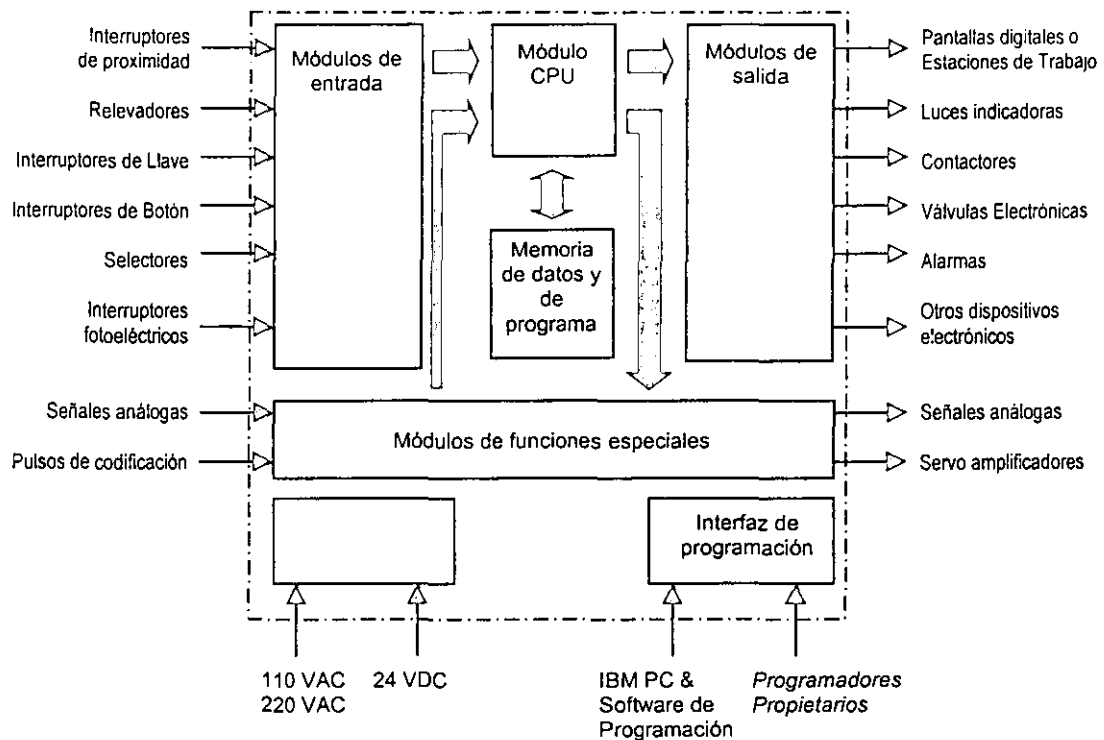 Interruptores
de proximidad
Relevadores
Interruptores de Llave
Interruptores de Botón
Selectores
Interruptores
fotoeléctricos
Señales análogas
Pulsos de codificación
Módulos de
entrada
Módulo
CPU
Memoria
de datos y
de
programa
Módulos de
salida
Módulos de funciones especiales
Interfaz de
programación
Pantallas digitales o
Estaciones de Trabajo
Luces indicadoras
Contactores
Válvulas Electrónicas
Alarmas
Otros dispositivos
electrónicos
Señales análogas
Servo amplificadores
110 VAC
220 VAC
24 VDC
IBM PC &
Software de
Programación
Programadores
Propietarios